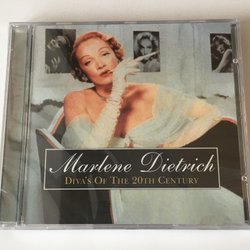 Marlene Dietrich
DIVA'S OF THE 20TH CENTURY